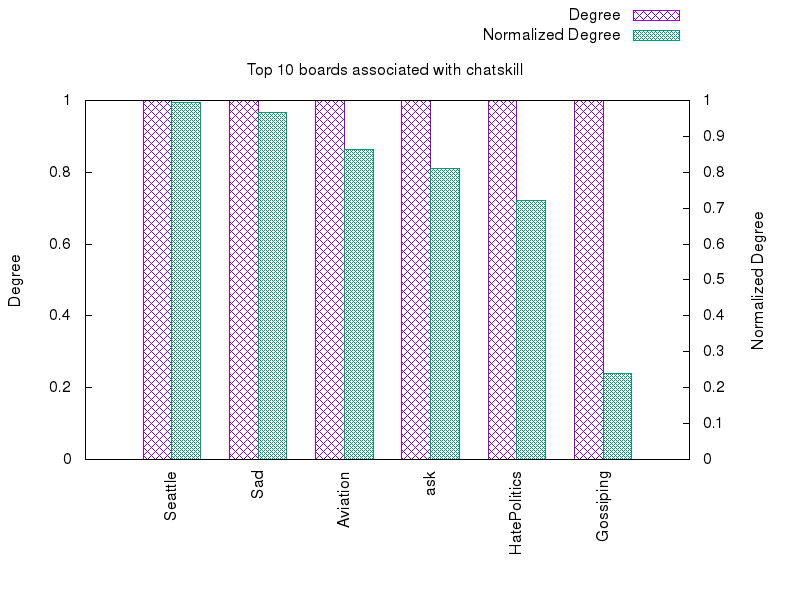 Degree
Normalized Degree
Top 10 boards associated with chatskill
1
0.8
0.6
0.4
0.2
0
Degree
1
0.9
0.8
0.7
0.6
0.5
0.4
0.3
0.2
0.1
0
Normalized Degree
Seattle
Sad
Aviation
ask
HatePolitics
Gossiping